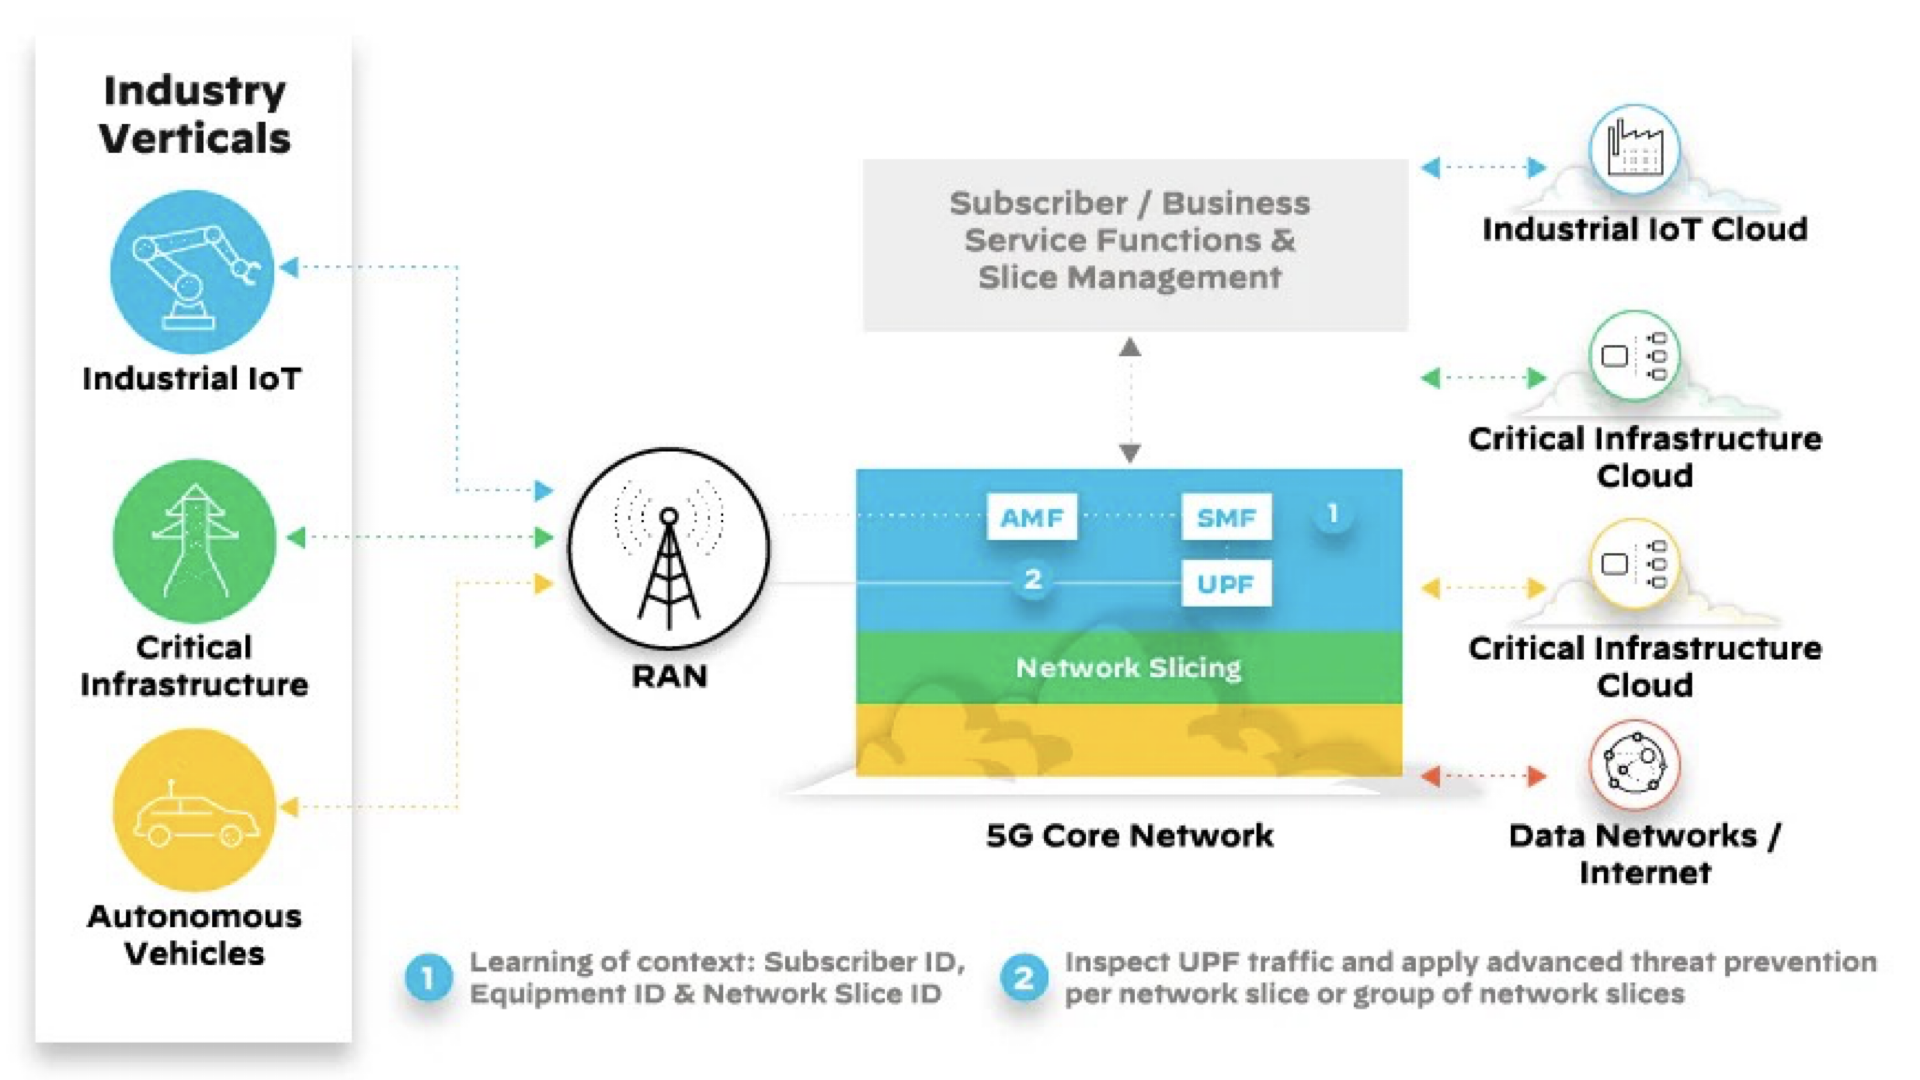 Industry
Verticals
Industrial IoT
Critical
Infrastructure
Autonomous
Vehicles
RAN
Subscriber / Business
Service Functions &
Slice Management
AMF
SMF
1
2
UPF
Network Slicing
5G Core Network
Industrial IoT Cloud
Critical Infrastructure
Cloud
Critical Infrastructure
Cloud
Data Networks /
Internet
1
Learning of context: Subscriber ID,
Equipment ID & Network Slice ID
2
Inspect UPF traffic and apply advanced threat prevention
per network slice or group of network slices